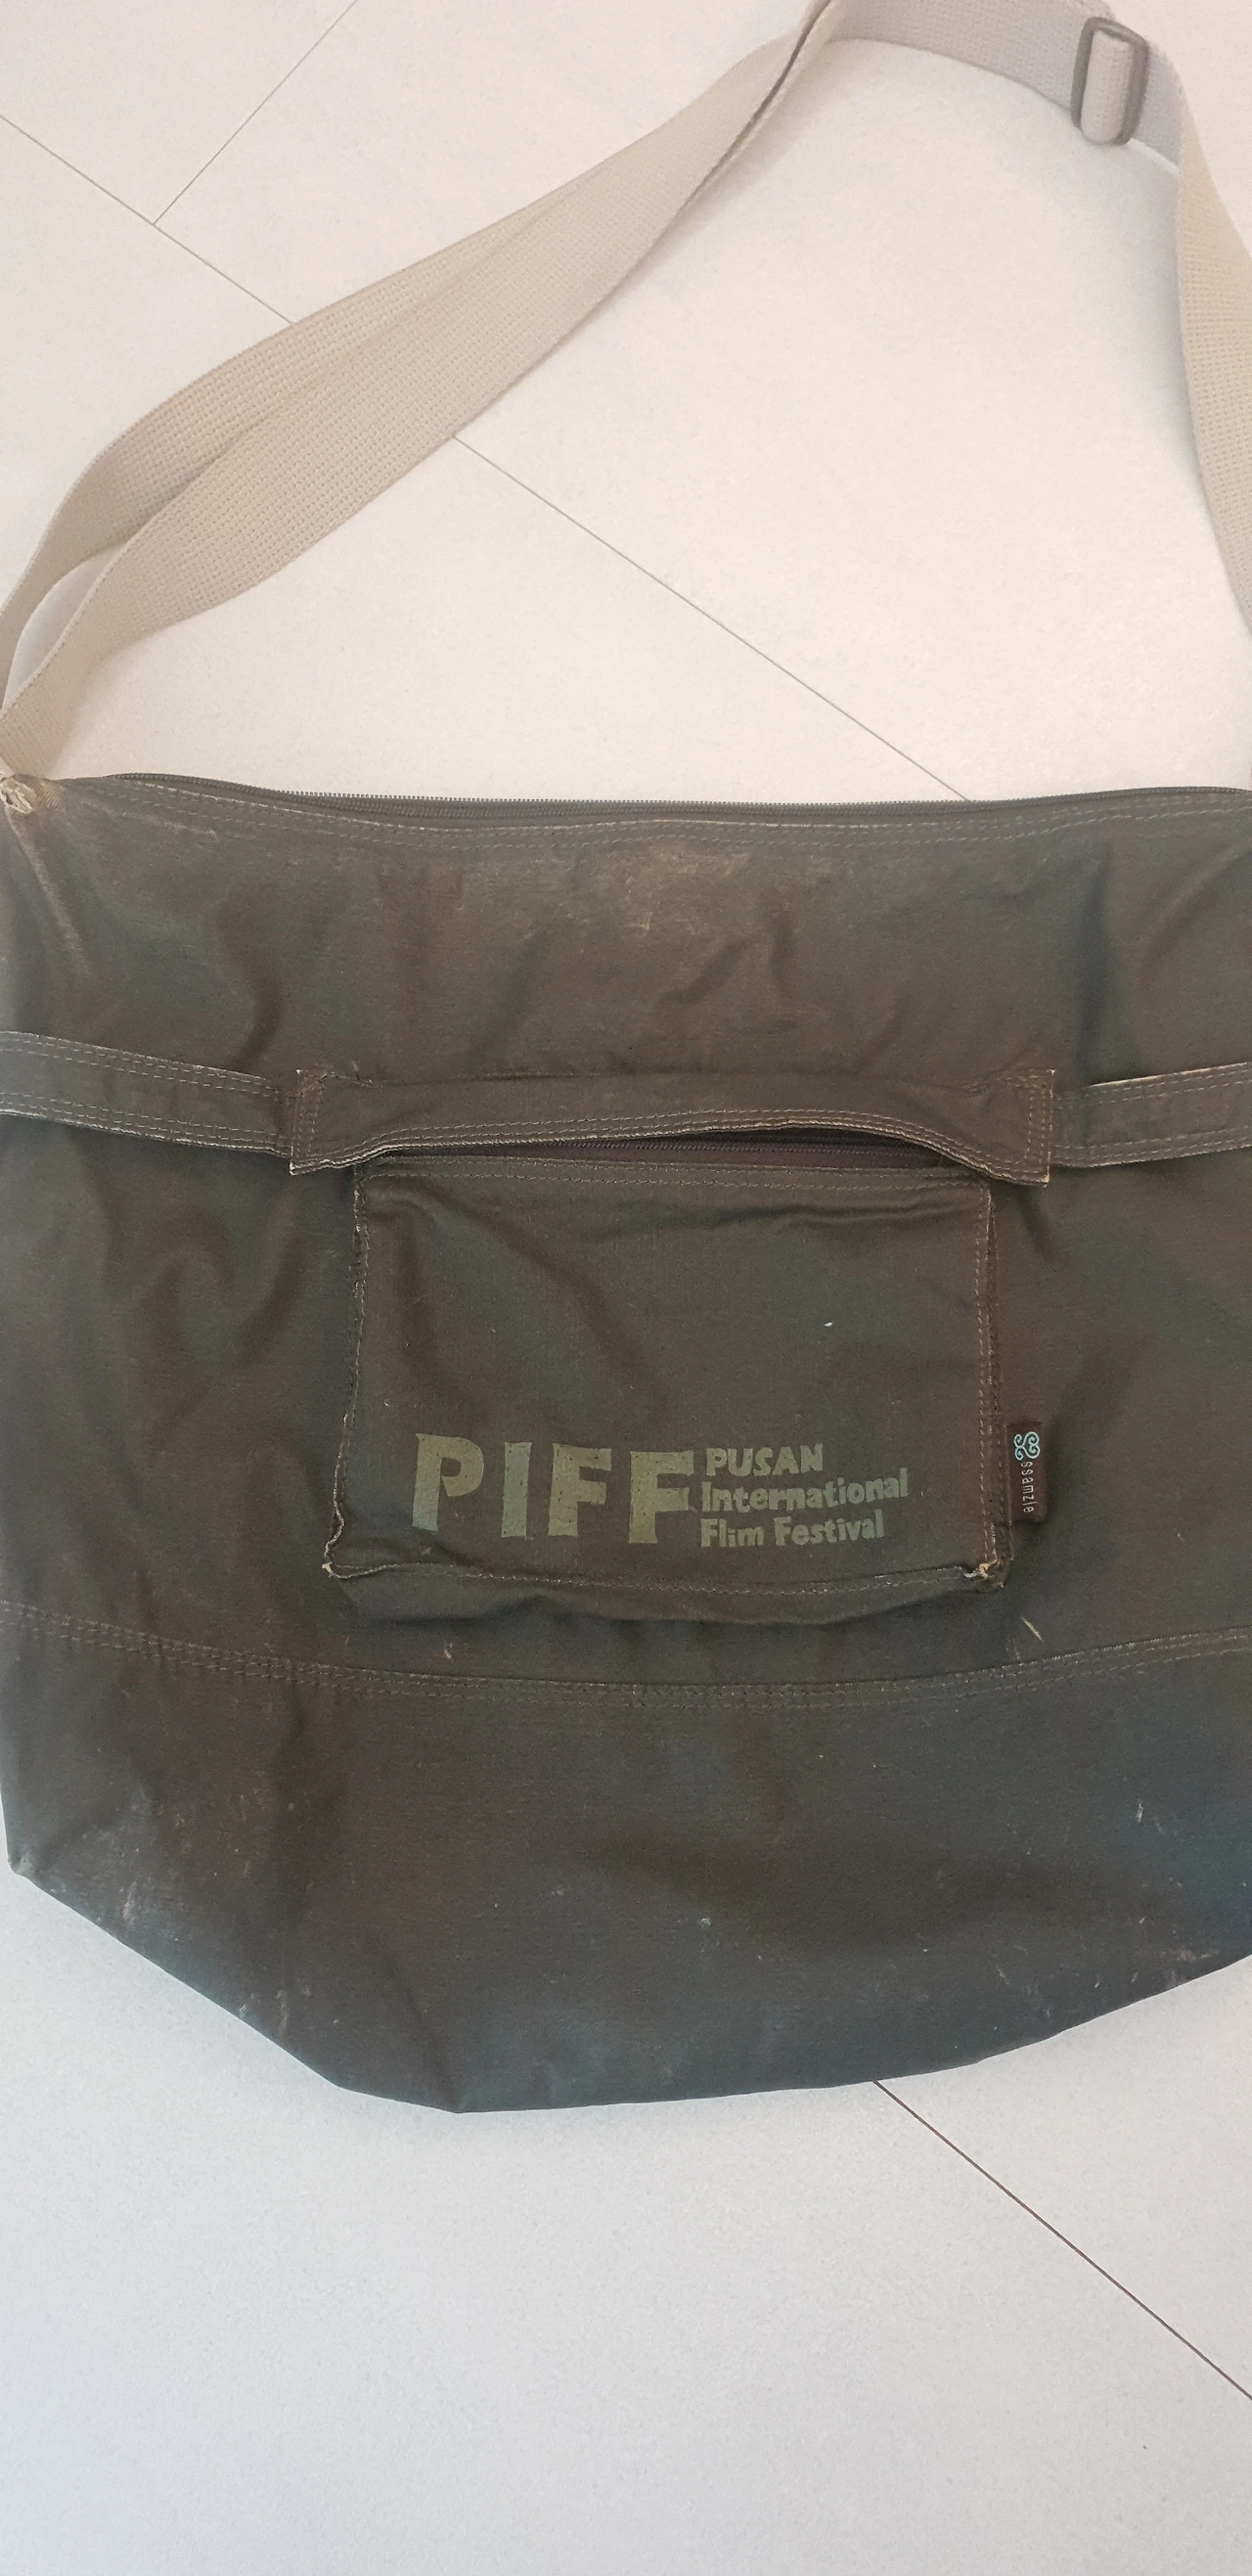 PIFF
PUSAN
International
Flim Festival
ssamzie